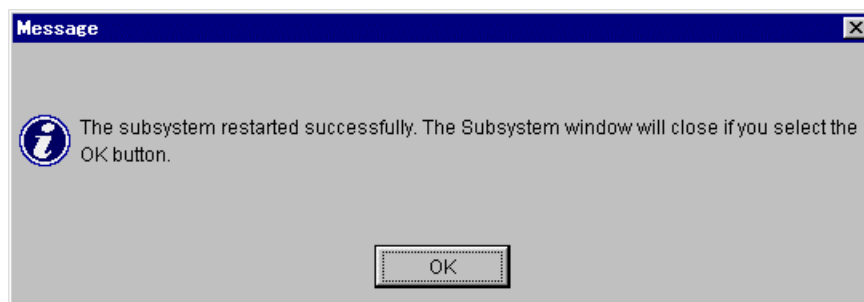 Message
The subsystem restarted successfully. The Subsystem window will close if you select the
OK button.
OK